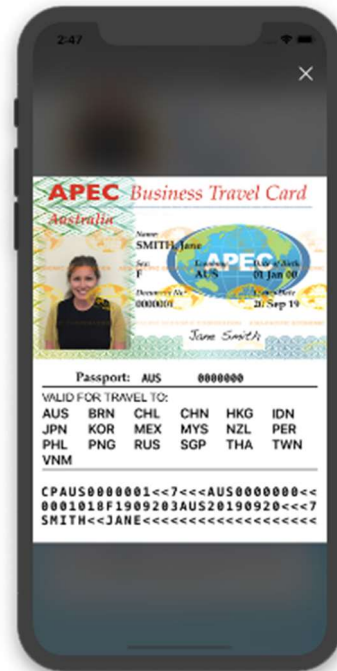 2:47
APEC Business Travel Card
Australia
Name:
SMITH, Jane
Sex: Date of Birth
F AUS 01 Jan 00
Document No:
0000001 20 Sep 19
APEC
Jane Smith
Passport: AUS 0000000
VALID FOR TRAVEL TO:
AUS BRN CHL CHN HKG IDN
JPN KOR MEX MYS NZL PER
PHL PNG RUS SGP THA TWN
VNM
CPAUS0000001<<7<<<AUS0000000<<
0001018F1909203AUS20190920<<<7
SMITH<<JANE<<<<<<<<<<<<<<<<<<<